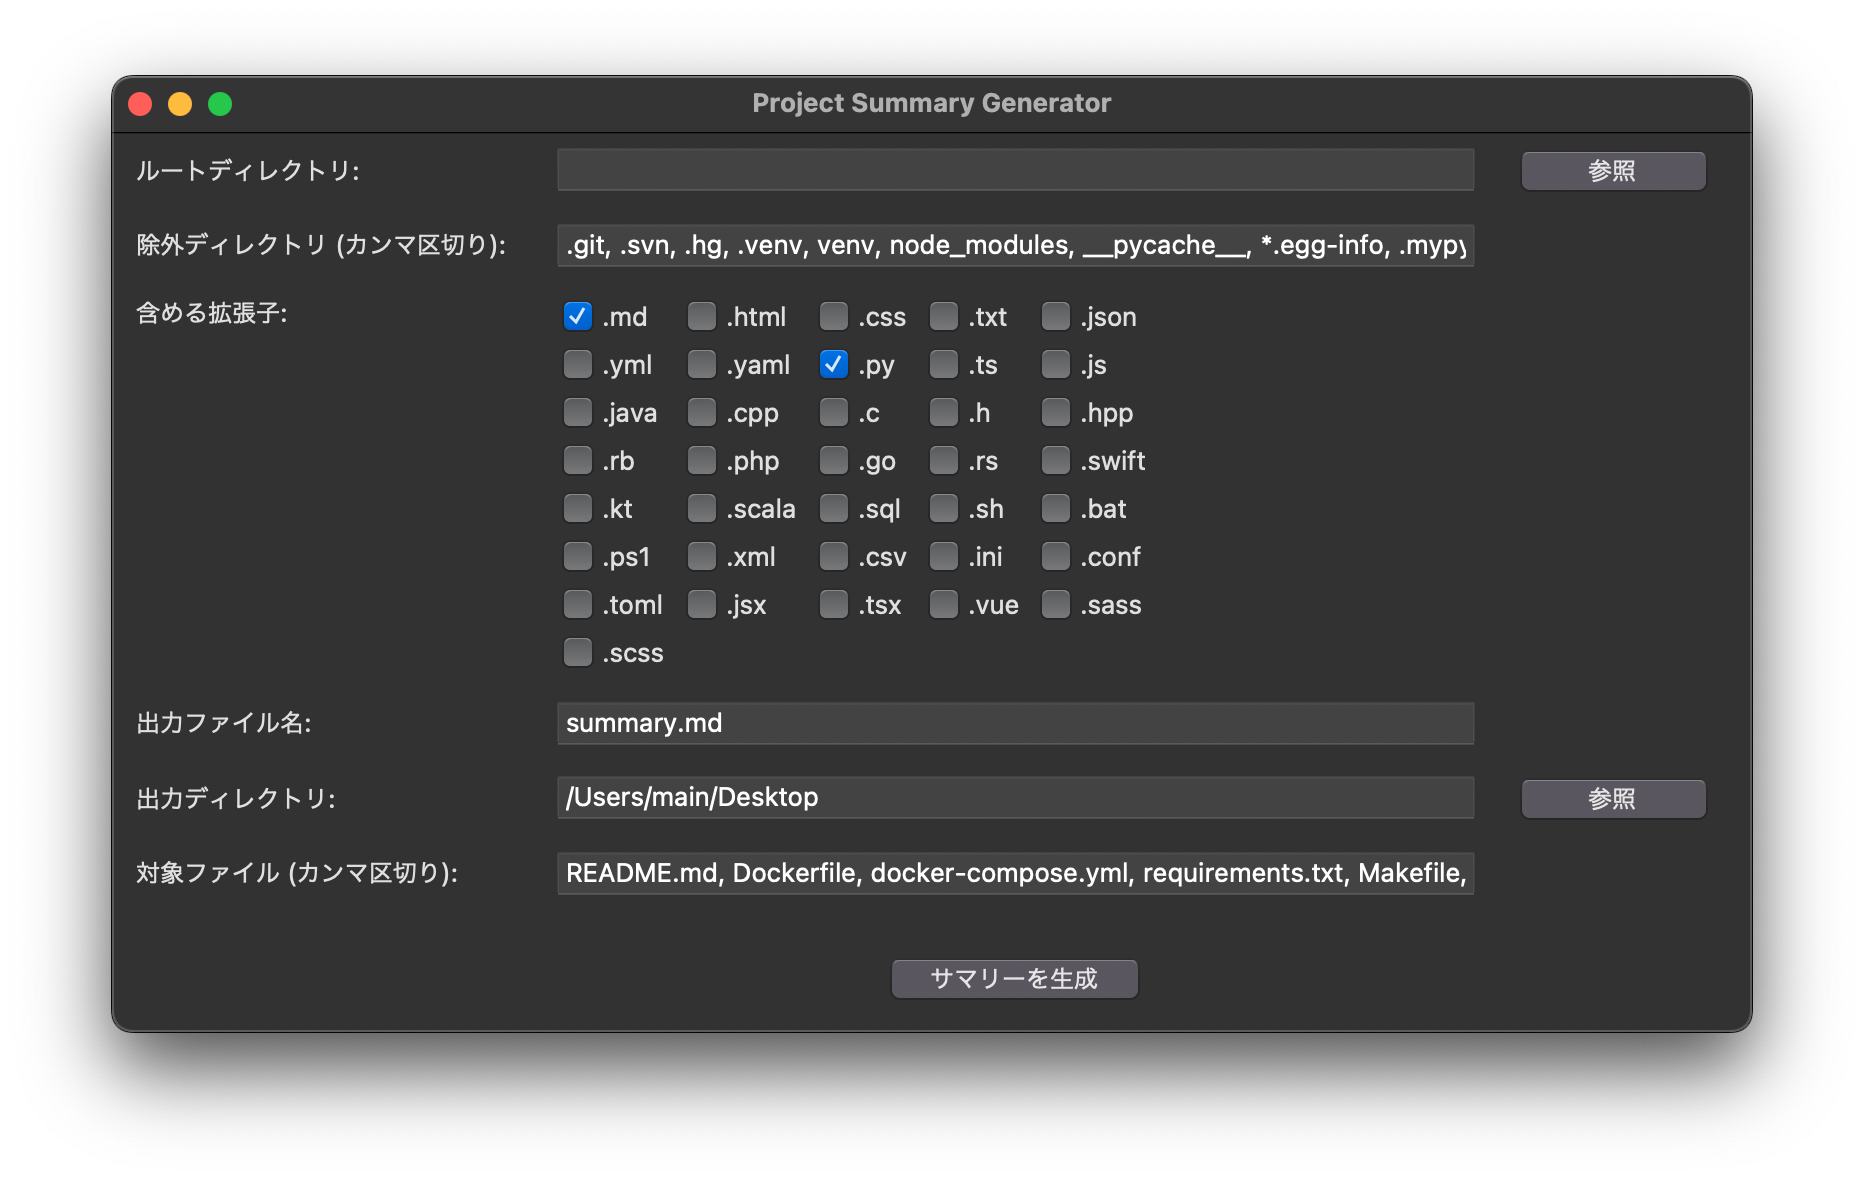 Project Summary Generator
ルートディレクトリ: 参照
除外ディレクトリ (カンマ区切り): .git, .svn, .hg, .venv, venv, node_modules, __pycache__, *.egg-info, .mypy
含める拡張子: .md .html .css .txt .json
.yml .yaml .py .ts .js
.java .cpp .c .h .hpp
.rb .php .go .rs .swift
.kt .scala .sql .sh .bat
.ps1 .xml .csv .ini .conf
.toml .jsx .tsx .vue .sass
.scss
出力ファイル名: summary.md
出力ディレクトリ: /Users/main/Desktop 参照
対象ファイル (カンマ区切り): README.md, Dockerfile, docker-compose.yml, requirements.txt, Makefile,
サマリーを生成